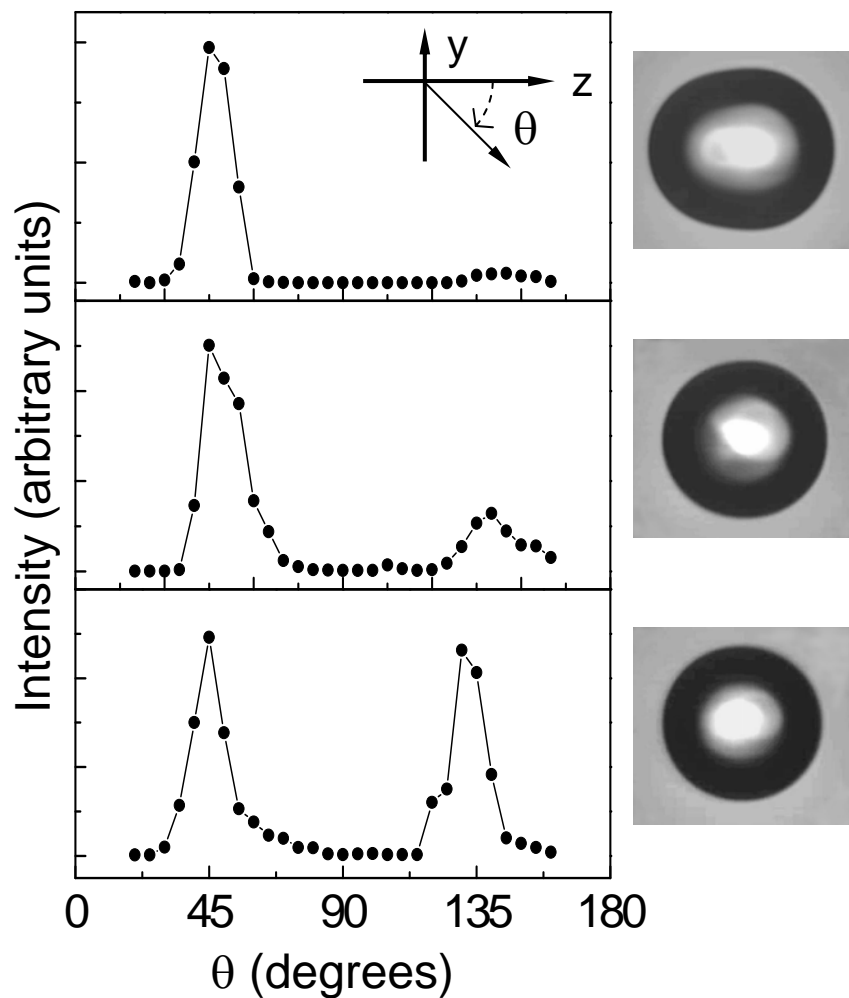 y
z
θ
Intensity (arbitrary units)
0 45 90 135 180
θ (degrees)